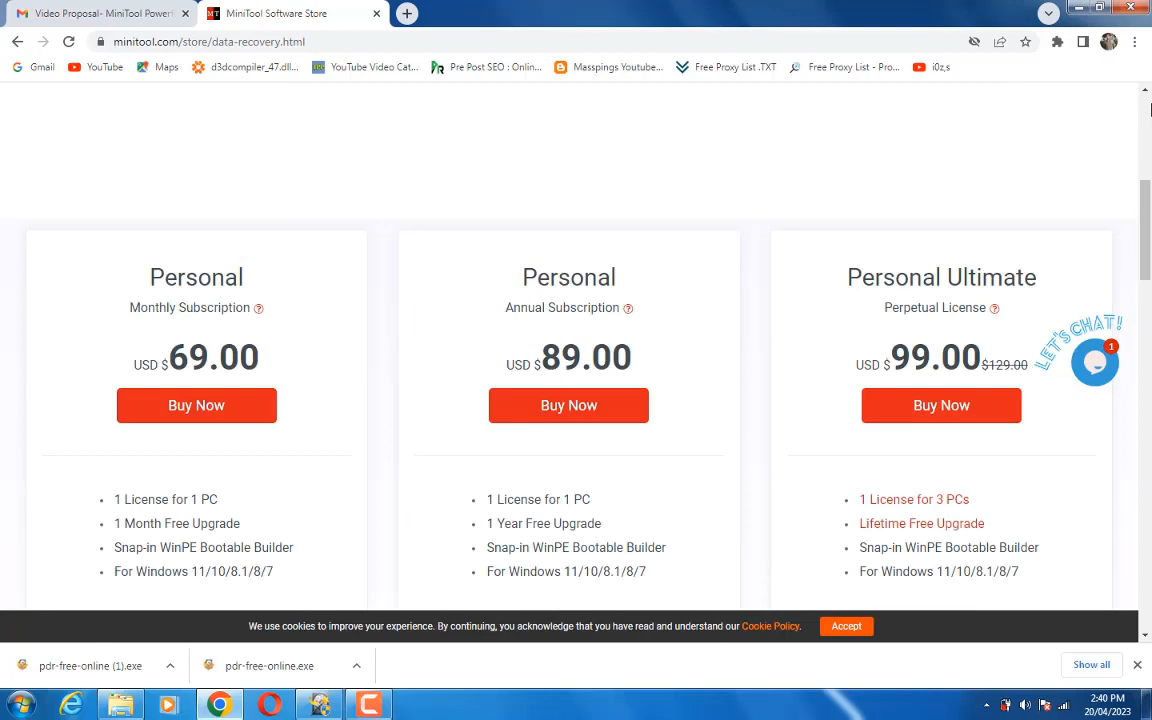 Video Proposal- MiniTool Power
MiniTool Software Store
minitool.com/store/data-recovery.html
Gmail
YouTube
Maps
d3dcompiler_47.dll...
YouTube Video Cat...
Pre Post SEO : Onlin...
Masspings Youtube...
Free Proxy List .TXT
Free Proxy List - Pro...
i0z,s
Personal
Monthly Subscription ?
USD $69.00
Buy Now
• 1 License for 1 PC
• 1 Month Free Upgrade
• Snap-in WinPE Bootable Builder
• For Windows 11/10/8.1/8/7
Personal
Annual Subscription ?
USD $89.00
Buy Now
• 1 License for 1 PC
• 1 Year Free Upgrade
• Snap-in WinPE Bootable Builder
• For Windows 11/10/8.1/8/7
Personal Ultimate
Perpetual License ?
USD $99.00 $129.00
Buy Now
• 1 License for 3 PCs
• Lifetime Free Upgrade
• Snap-in WinPE Bootable Builder
• For Windows 11/10/8.1/8/7
LET'S CHAT!
1
We use cookies to improve your experience. By continuing, you acknowledge that you have read and understand our Cookie Policy.
Accept
pdr-free-online (1).exe
pdr-free-online.exe
Show all
2:40 PM
20/04/2023